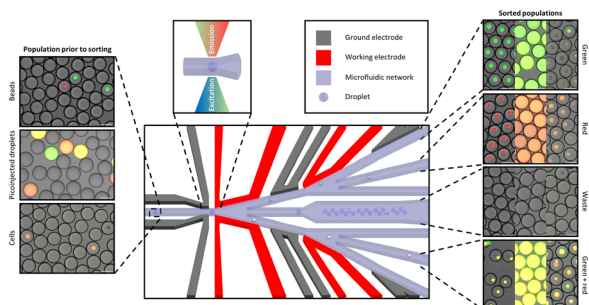 Population prior to sorting
Beads
Picoinjected droplets
Cells
Emission
Excitation
Ground electrode
Working electrode
Microfluidic network
Droplet
Sorted populations
Green
Red
Waste
Green + red